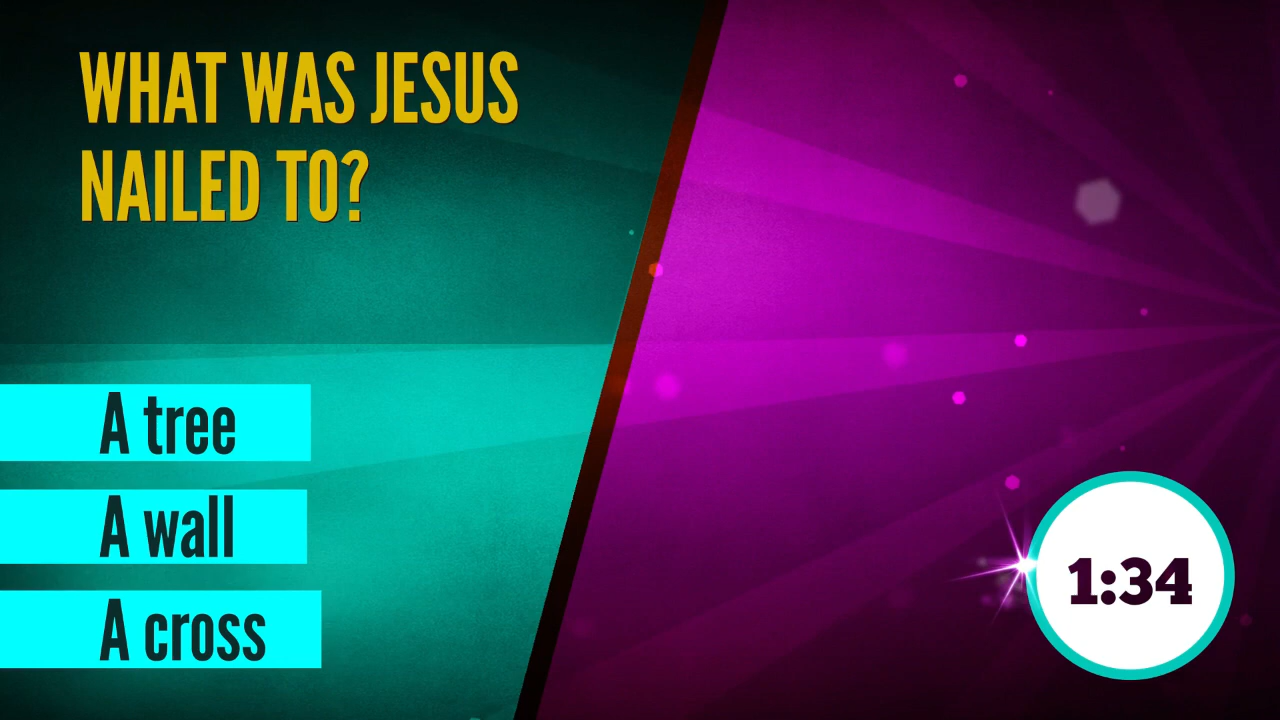 WHAT WAS JESUS
NAILED TO?
A tree
A wall
A cross
1:34